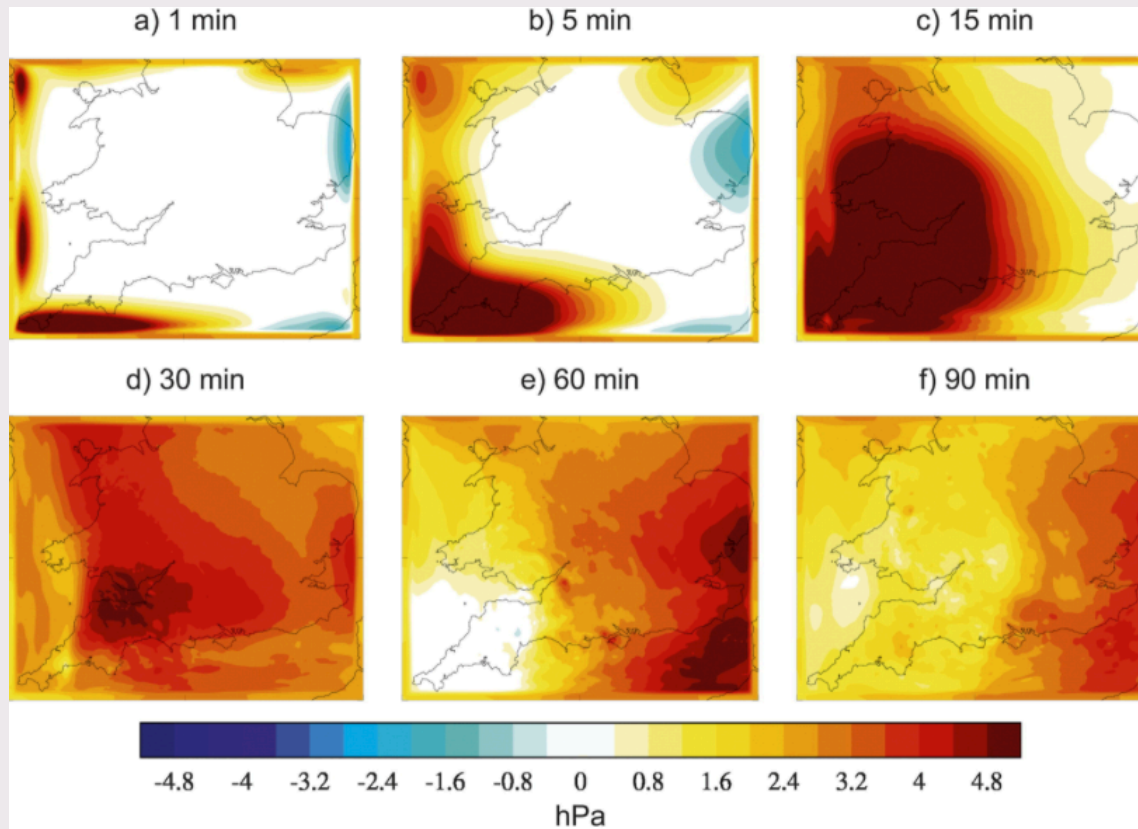 a) 1 min b) 5 min c) 15 min
d) 30 min e) 60 min f) 90 min
-4.8 -4 -3.2 -2.4 -1.6 -0.8 0 0.8 1.6 2.4 3.2 4 4.8
hPa